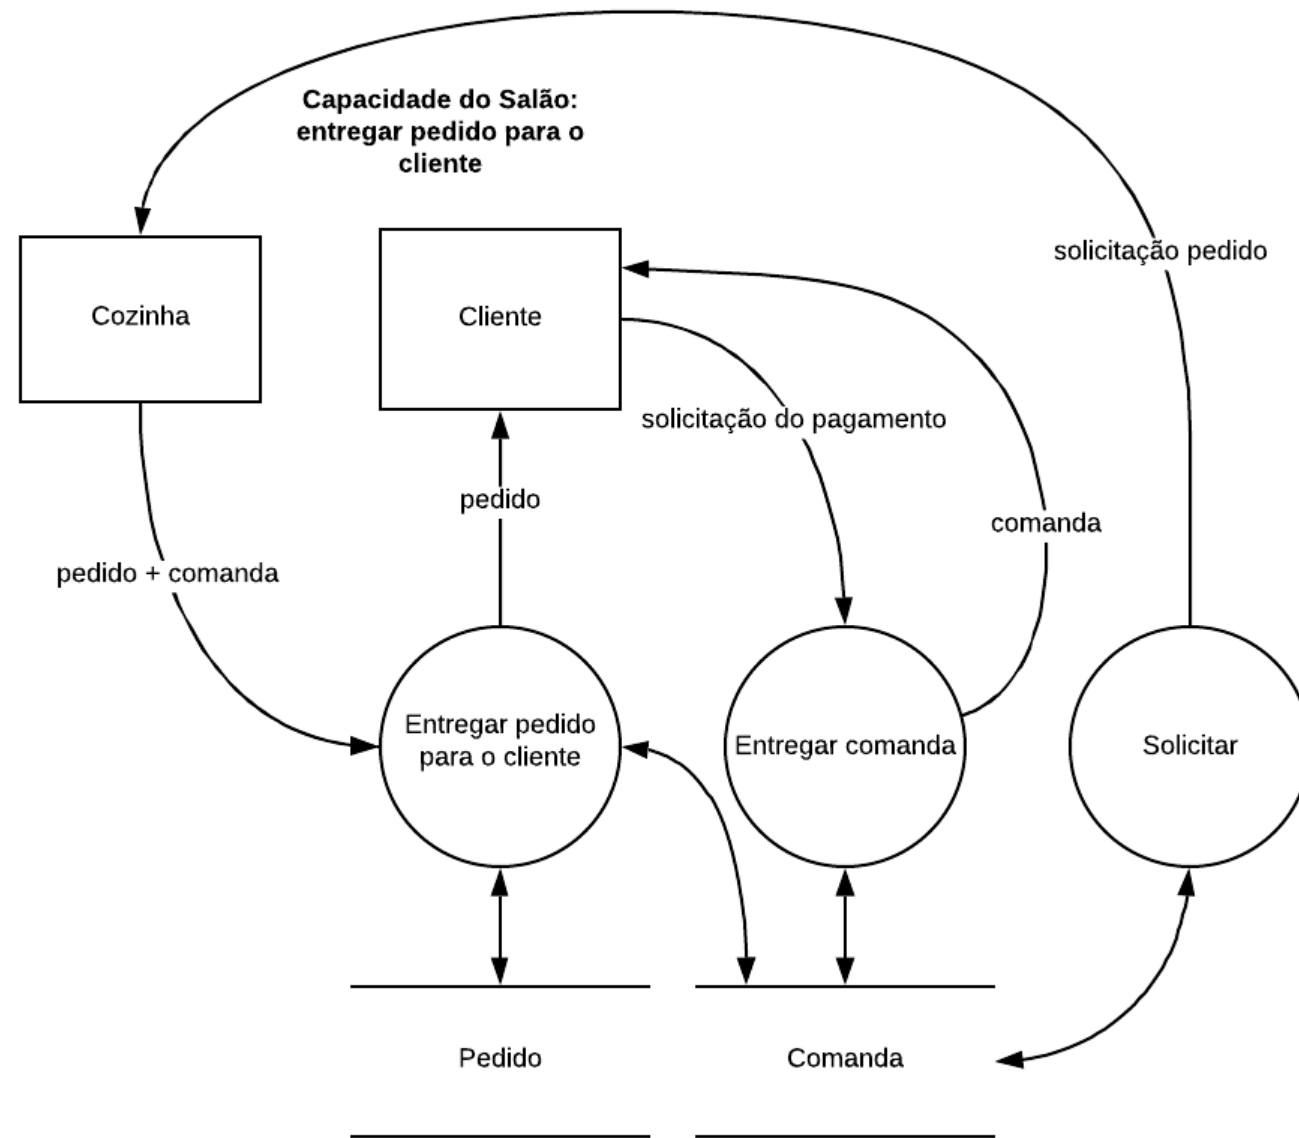 Capacidade do Salão:
entregar pedido para o
cliente
solicitação pedido
Cozinha
Cliente
solicitação do pagamento
pedido
comanda
pedido + comanda
Entregar pedido
para o cliente
Entregar comanda
Solicitar
Pedido
Comanda